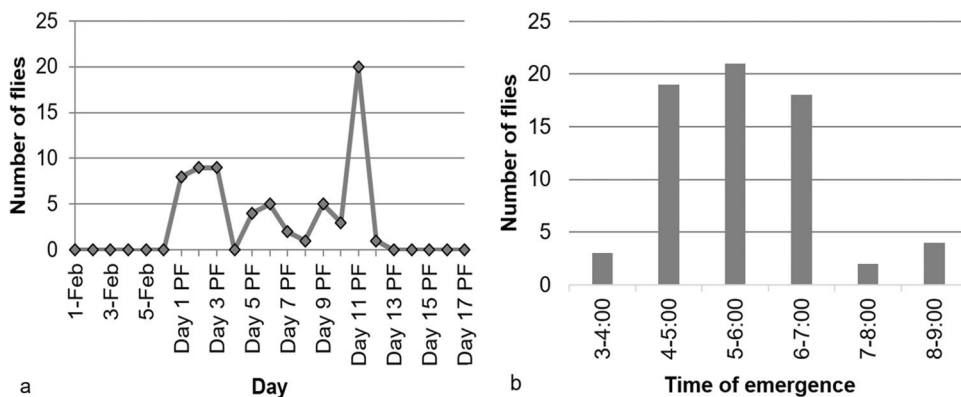 25
20
15
10
5
0
Number of flies
1-Feb
3-Feb
5-Feb
Day 1 PF
Day 3 PF
Day 5 PF
Day 7 PF
Day 9 PF
Day 11 PF
Day 13 PF
Day 15 PF
Day 17 PF
Day
a
25
20
15
10
5
0
Number of flies
3-4:00
4-5:00
5-6:00
6-7:00
7-8:00
8-9:00
Time of emergence
b